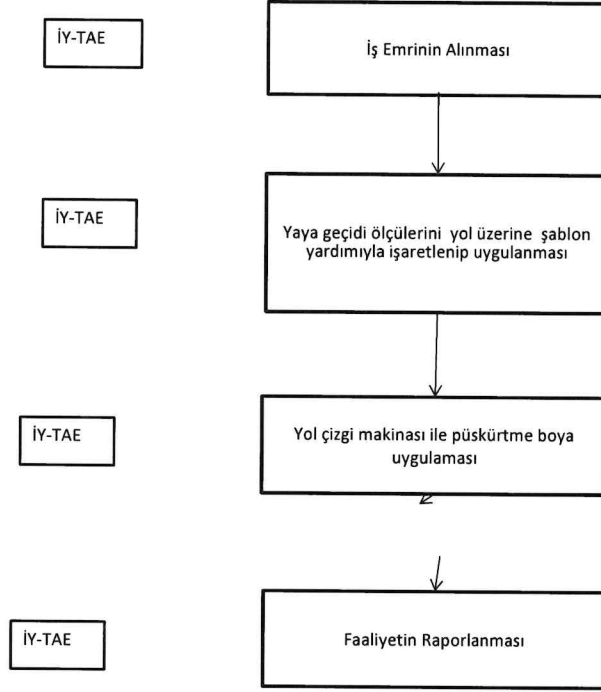 İY-TAE
İş Emrinin Alınması
İY-TAE
Yaya geçidi ölçülerini yol üzerine şablon
yardımıyla işaretlenip uygulanması
İY-TAE
Yol çizgi makinası ile püskürtme boya
uygulaması
İY-TAE
Faaliyetin Raporlanması